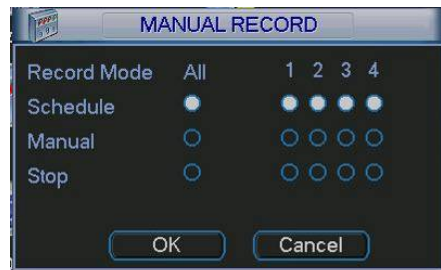 MANUAL RECORD
Record Mode All 1 2 3 4
Schedule
Manual
Stop
OK Cancel